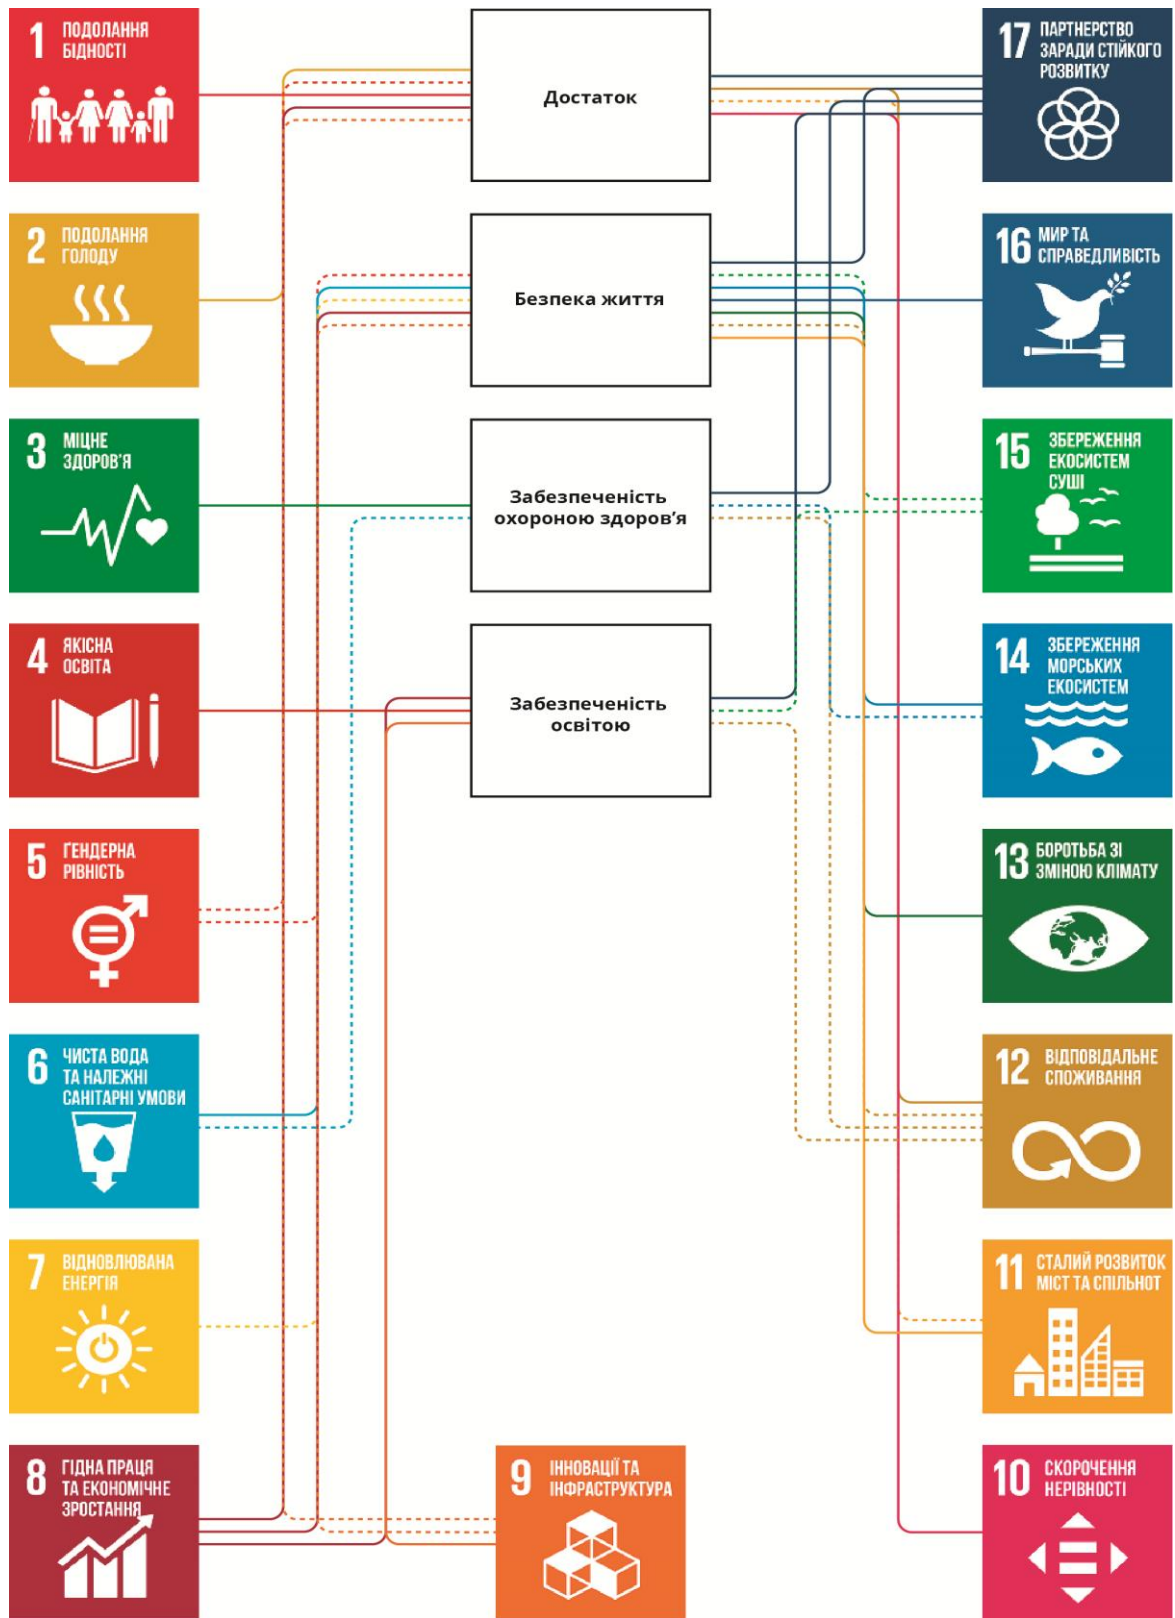 1 ПОДОЛАННЯ
БІДНОСТІ
Достаток
17 ПАРТНЕРСТВО
ЗАРАДИ СТІЙКОГО
РОЗВИТКУ
2 ПОДОЛАННЯ
ГОЛОДУ
Безпека життя
16 МИР ТА
СПРАВЕДЛИВІСТЬ
3 МІЦНЕ
ЗДОРОВ'Я
Забезпеченість
охороною здоров’я
15 ЗБЕРЕЖЕННЯ
ЕКОСИСТЕМ
СУШІ
4 ЯКІСНА
ОСВІТА
Забезпеченість
освітою
14 ЗБЕРЕЖЕННЯ
МОРСЬКИХ
ЕКОСИСТЕМ
5 ГЕНДЕРНА
РІВНІСТЬ
13 БОРОТЬБА ЗІ
ЗМІНОЮ КЛІМАТУ
6 ЧИСТА ВОДА
ТА НАЛЕЖНІ
САНІТАРНІ УМОВИ
12 ВІДПОВІДАЛЬНЕ
СПОЖИВАННЯ
7 ВІДНОВЛЮВАНА
ЕНЕРГІЯ
11 СТАЛИЙ РОЗВИТОК
МІСТ ТА СПІЛЬНОТ
8 ГІДНА ПРАЦЯ
ТА ЕКОНОМІЧНЕ
ЗРОСТАННЯ
9 ІННОВАЦІЇ ТА
ІНФРАСТРУКТУРА
10 СКОРОЧЕННЯ
НЕРІВНОСТІ